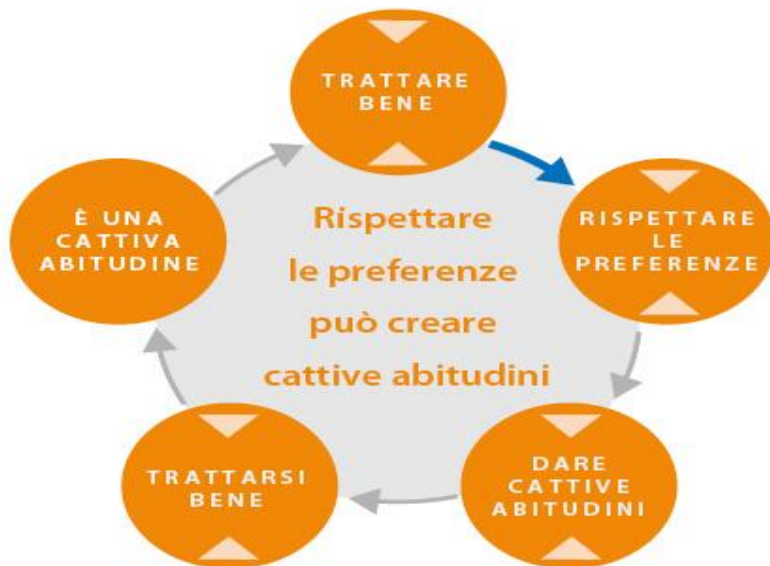 TRATTARE
BENE
RISPETTARE
LE
PREFERENZE
DARE
CATTIVE
ABITUDINI
TRATTARSI
BENE
È UNA
CATTIVA
ABITUDINE
Rispettare
le preferenze
può creare
cattive abitudini